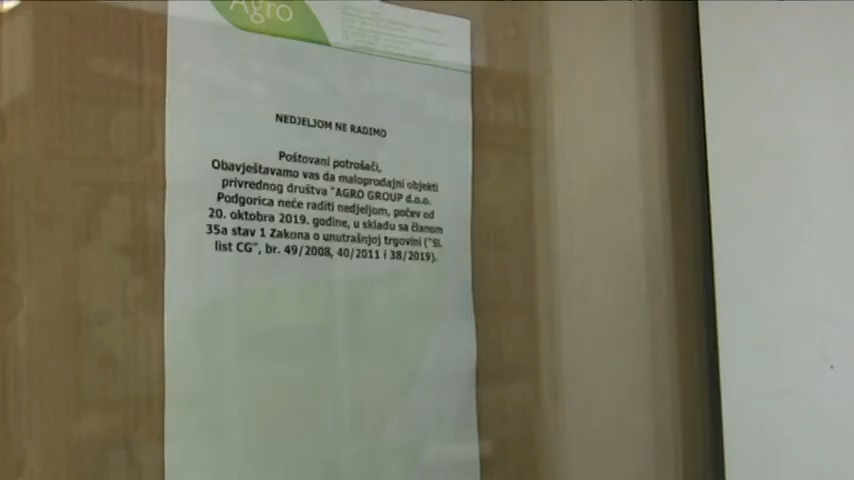 Agro
NEDJELJOM NE RADIMO
Poštovani potrošači,
Obavještavamo vas da maloprodajni objekti
privrednog društva "AGRO GROUP d.o.o.
Podgorica neće raditi nedjeljom, počev od
20. oktobra 2019. godine, u skladu sa članom
35a stav 1 Zakona o unutrašnjoj trgovini ("Sl.
list CG", br. 49/2008, 40/2011 i 38/2019).